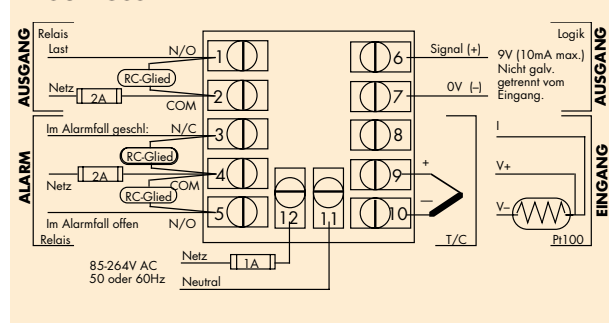 AUSGANG
Relais
Last
N/O
RC-Glied
Netz
2A
COM
1
2
ALARM
Im Alarmfall geschl:
N/C
RC-Glied
2A
Netz
COM
RC-Glied
Im Alarmfall offen
N/O
Relais
3
4
5
12
11
6
7
8
9
10
Signal (+)
0V (–)
Logik
9V (10mA max.)
Nicht galv.
getrennt vom
Eingang.
AUSGANG
+
–
T/C
I
V+
V–
Pt100
EINGANG
85-264V AC
50 oder 60Hz
Netz
1A
Neutral